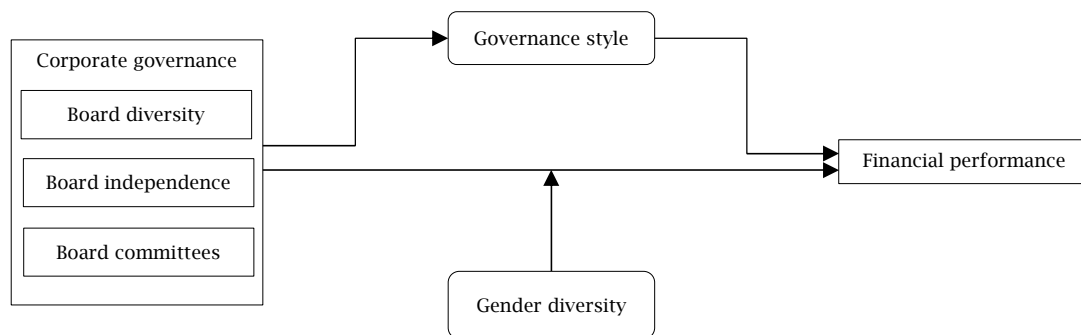 Governance style
Corporate governance
Board diversity
Board independence
Board committees
Financial performance
Gender diversity